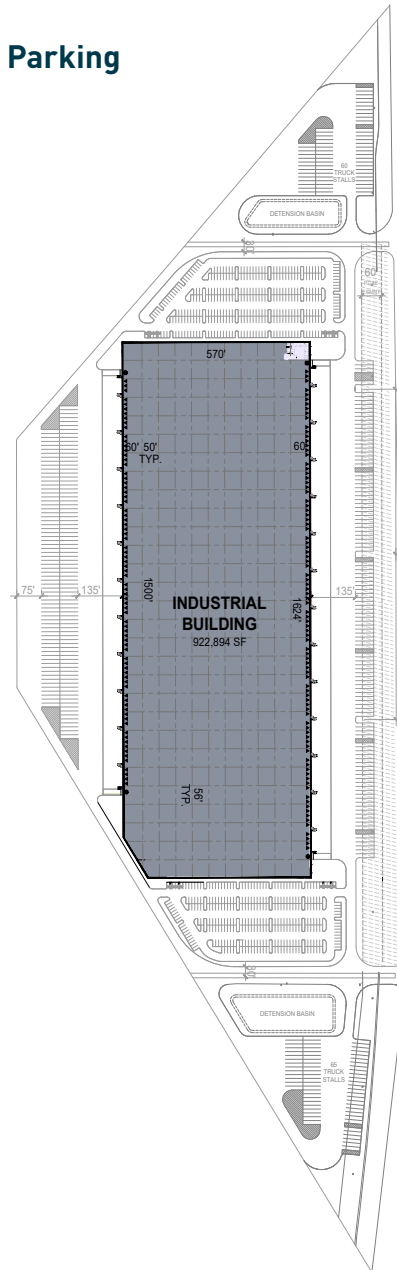 Parking
60
TRUCK
STALLS
DETENSION BASIN
30'
60'
570'
60' 50'
TYP.
60'
75'
135'
1500'
INDUSTRIAL
BUILDING
922,894 SF
1624'
135'
56'
TYP.
30'
DETENSION BASIN
65
TRUCK
STALLS